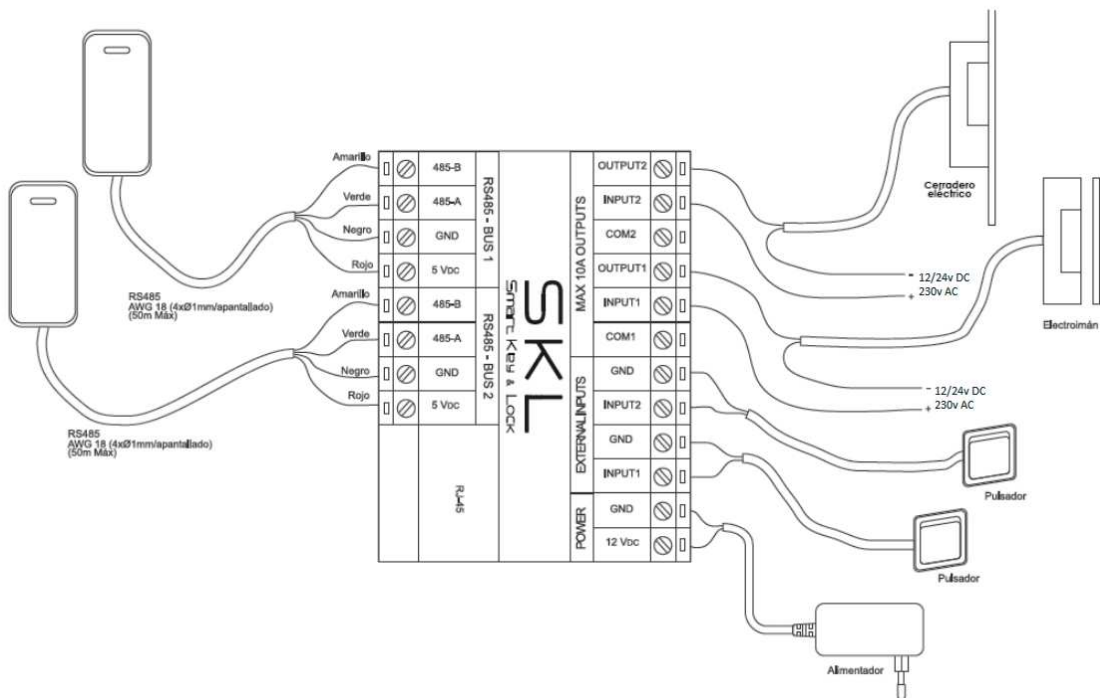 Amarillo
Verde
Negro
Rojo
RS485
AWG 18 (4xØ1mm/apantallado)
(50m Máx)
Amarillo
Verde
Negro
Rojo
RS485
AWG 18 (4xØ1mm/apantallado)
(50m Máx)
485-B
485-A
GND
5 VDC
RS485 - BUS 1
485-B
485-A
GND
5 VDC
RS485 - BUS 2
RJ-45
SKL
Smart Key & Lock
MAX 10A OUTPUTS
OUTPUT2
INPUT2
COM2
OUTPUT1
INPUT1
COM1
EXTERNAL INPUTS
GND
INPUT2
GND
INPUT1
POWER
GND
12 VDC
Cerradero
eléctrico
- 12/24v DC
+ 230v AC
Electroimán
- 12/24v DC
+ 230v AC
Pulsador
Pulsador
Alimentador